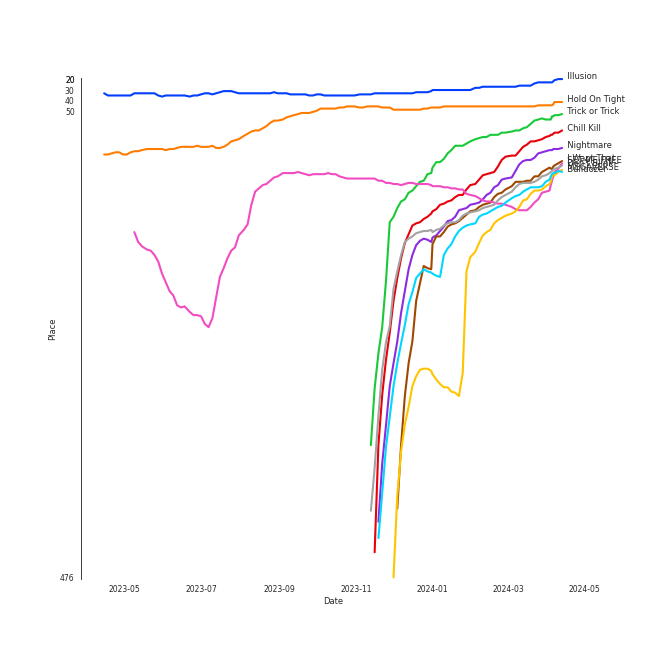 20
30
40
50
476
Place
Illusion
Hold On Tight
Trick or Trick
Chill Kill
Nightmare
Bulldozer
2023-05
2023-07
2023-09
2023-11
2024-01
2024-03
2024-05
Date